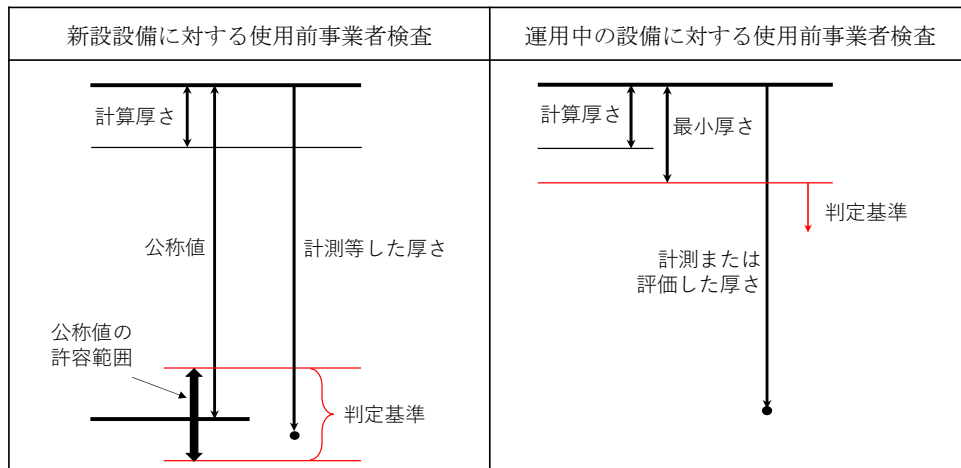 新設設備に対する使用前事業者検査
運用中の設備に対する使用前事業者検査
計算厚さ
公称値
計測等した厚さ
公称値の
許容範囲
判定基準
計算厚さ
最小厚さ
判定基準
計測または
評価した厚さ